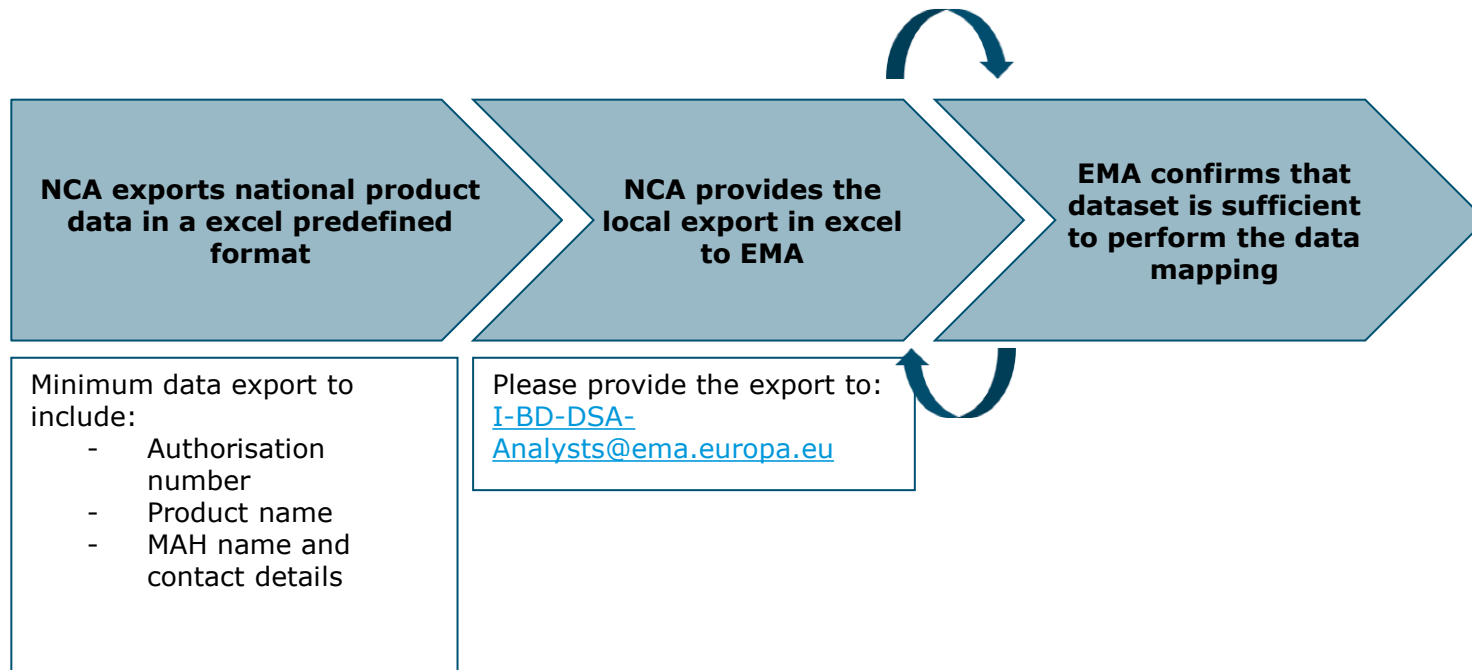 NCA exports national product
data in a excel predefined
format
NCA provides the
local export in excel
to EMA
EMA confirms that
dataset is sufficient
to perform the data
mapping
Minimum data export to
include:
- Authorisation
number
- Product name
- MAH name and
contact details
Please provide the export to:
I-BD-DSA-
Analysts@ema.europa.eu